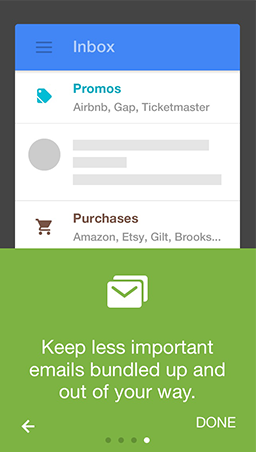 Inbox
Promos
Airbnb, Gap, Ticketmaster
Purchases
Amazon, Etsy, Gilt, Brooks...
Keep less important
emails bundled up and
out of your way.
DONE